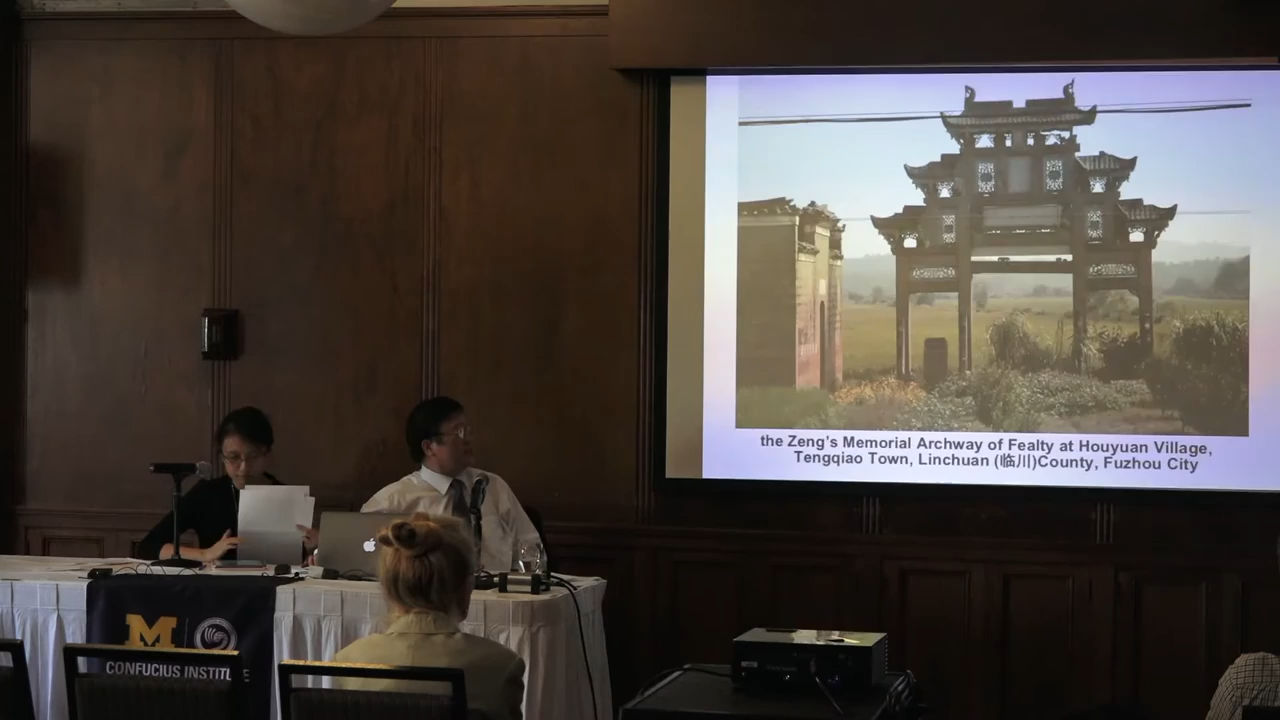 the Zeng's Memorial Archway of Fealty at Houyuan Village,
Tengqiao Town, Linchuan (临川)County, Fuzhou City
M
CONFUCIUS INSTITUTE